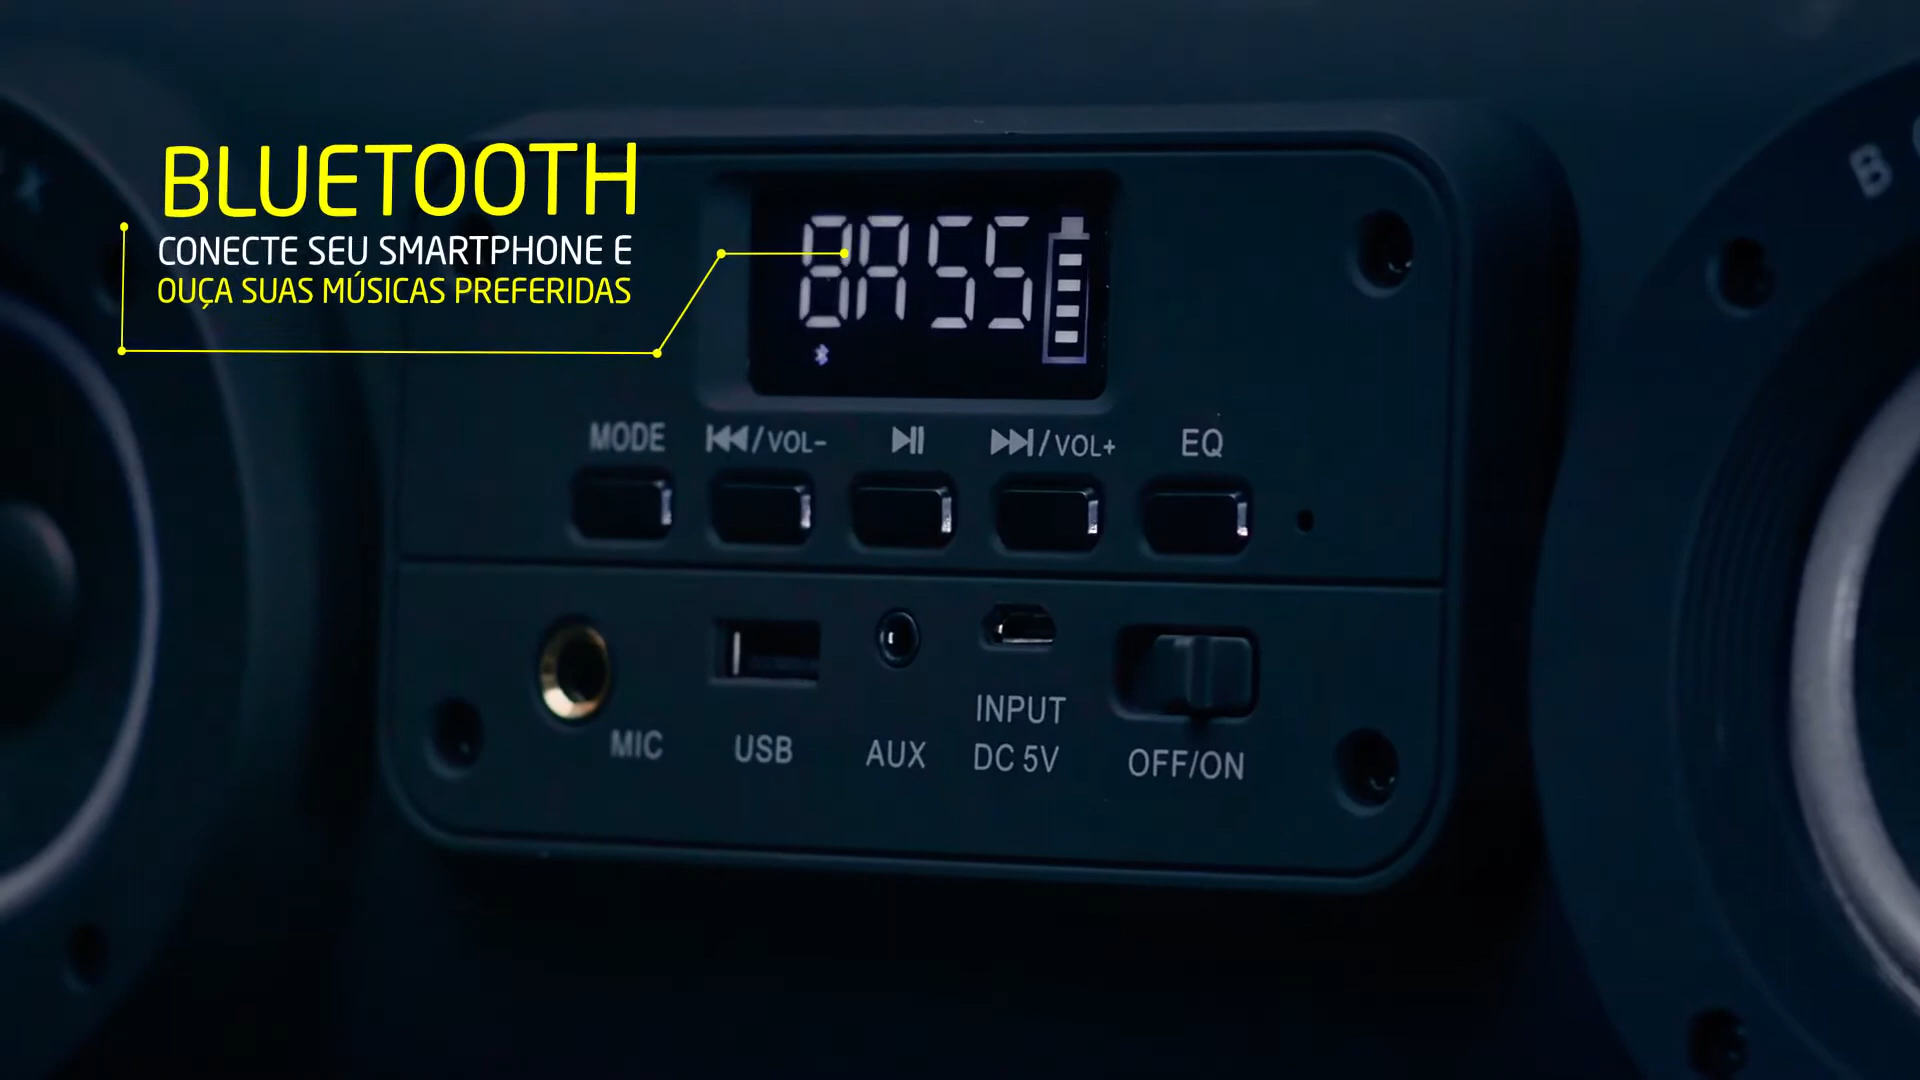 BLUETOOTH
CONECTE SEU SMARTPHONE E
OUÇA SUAS MÚSICAS PREFERIDAS
BASS
MODE
/VOL-
/VOL+
EQ
MIC
USB
AUX
INPUT
DC 5V
OFF/ON